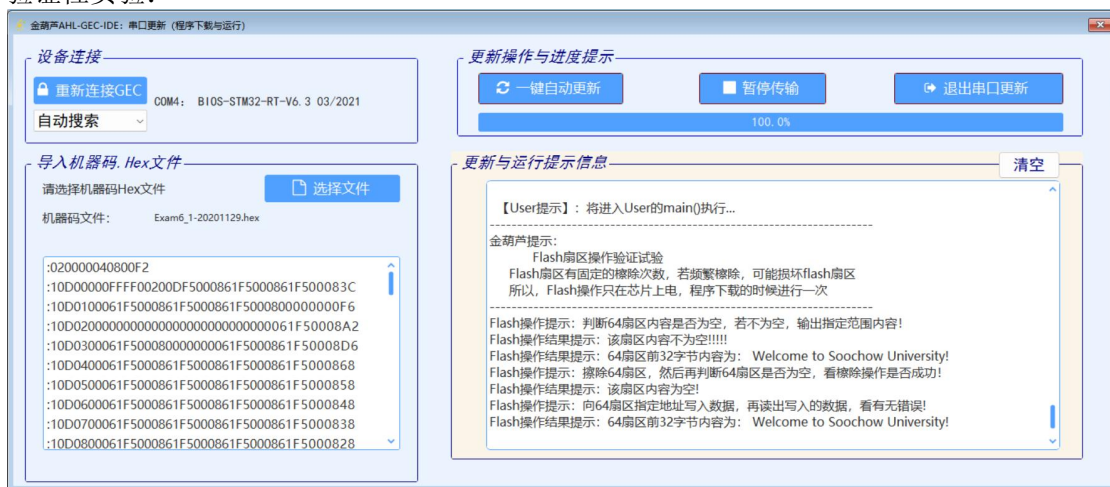 验证性实验：
金葫芦AHL-GEC-IDE：串口更新（程序下载与运行）
设备连接
重新连接GEC
COM4： BIOS-STM32-RT-V6.3 03/2021
自动搜索
更新操作与进度提示
一键自动更新
暂停传输
退出串口更新
100.0%
导入机器码.Hex文件
请选择机器码Hex文件
选择文件
机器码文件： Exam6_1-20201129.hex
:020000040800F2
:10D00000FFFF00200DF5000861F5000861F500083C
:10D0100061F5000861F5000861F5000800000000F6
:10D0200000000000000000000000000061F50008A2
:10D0300061F500080000000061F5000861F50008D6
:10D0400061F5000861F5000861F5000861F5000868
:10D0500061F5000861F5000861F5000861F5000858
:10D0600061F5000861F5000861F5000861F5000848
:10D0700061F5000861F5000861F5000861F5000838
:10D0800061F5000861F5000861F5000861F5000828
更新与运行提示信息
清空
【User提示】：将进入User的main()执行...
------------------------------------------------------------------------
金葫芦提示：
Flash扇区操作验证试验
Flash扇区有固定的檫除次数，若频繁檫除，可能损坏flash扇区
所以，Flash操作只在芯片上电，程序下载的时候进行一次
------------------------------------------------------------------------
Flash操作提示：判断64扇区内容是否为空，若不为空，输出指定范围内容!
Flash操作结果提示：该扇区内容不为空!!!!!
Flash操作结果提示：64扇区前32字节内容为： Welcome to Soochow University!
Flash操作提示：擦除64扇区，然后再判断64扇区是否为空，看檫除操作是否成功!
Flash操作结果提示：该扇区内容为空!
Flash操作提示：向64扇区指定地址写入数据，再读出写入的数据，看有无错误!
Flash操作结果提示：64扇区前32字节内容为： Welcome to Soochow University!